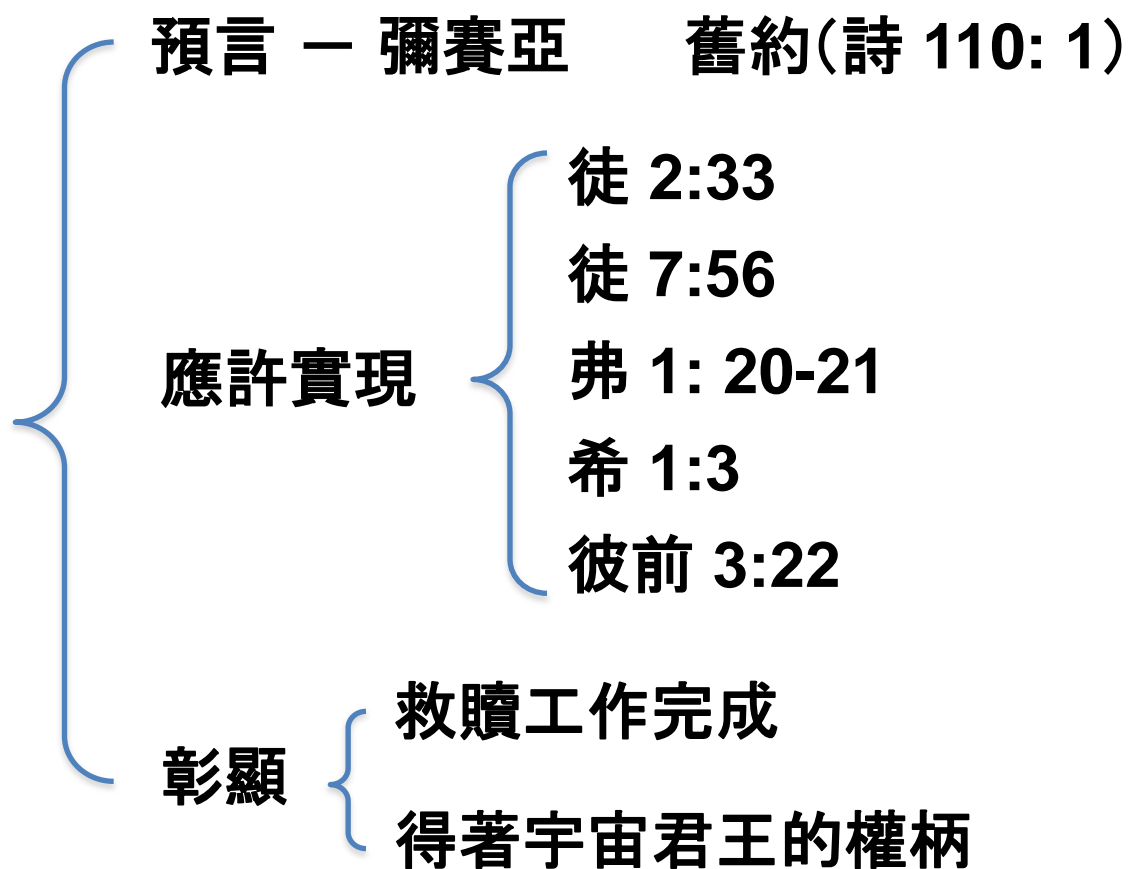 預言 － 彌賽亞　舊約（詩 110: 1）
徒 2:33
徒 7:56
應許實現
弗 1: 20-21
希 1:3
彼前 3:22
救贖工作完成
彰顯
得著宇宙君王的權柄